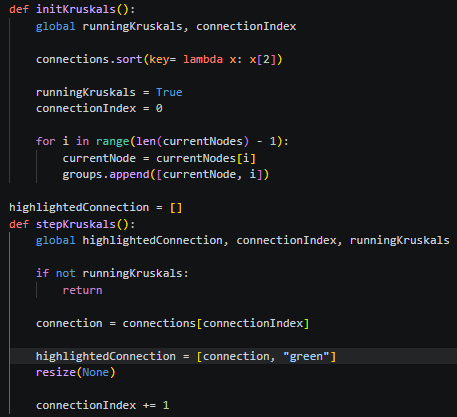 def initKruskals():
    global runningKruskals, connectionIndex

    connections.sort(key= lambda x: x[2])

    runningKruskals = True
    connectionIndex = 0

    for i in range(len(currentNodes) - 1):
        currentNode = currentNodes[i]
        groups.append([currentNode, i])

highlightedConnection = []
def stepKruskals():
    global highlightedConnection, connectionIndex, runningKruskals

    if not runningKruskals:
        return

    connection = connections[connectionIndex]

    highlightedConnection = [connection, "green"]
    resize(None)

    connectionIndex += 1